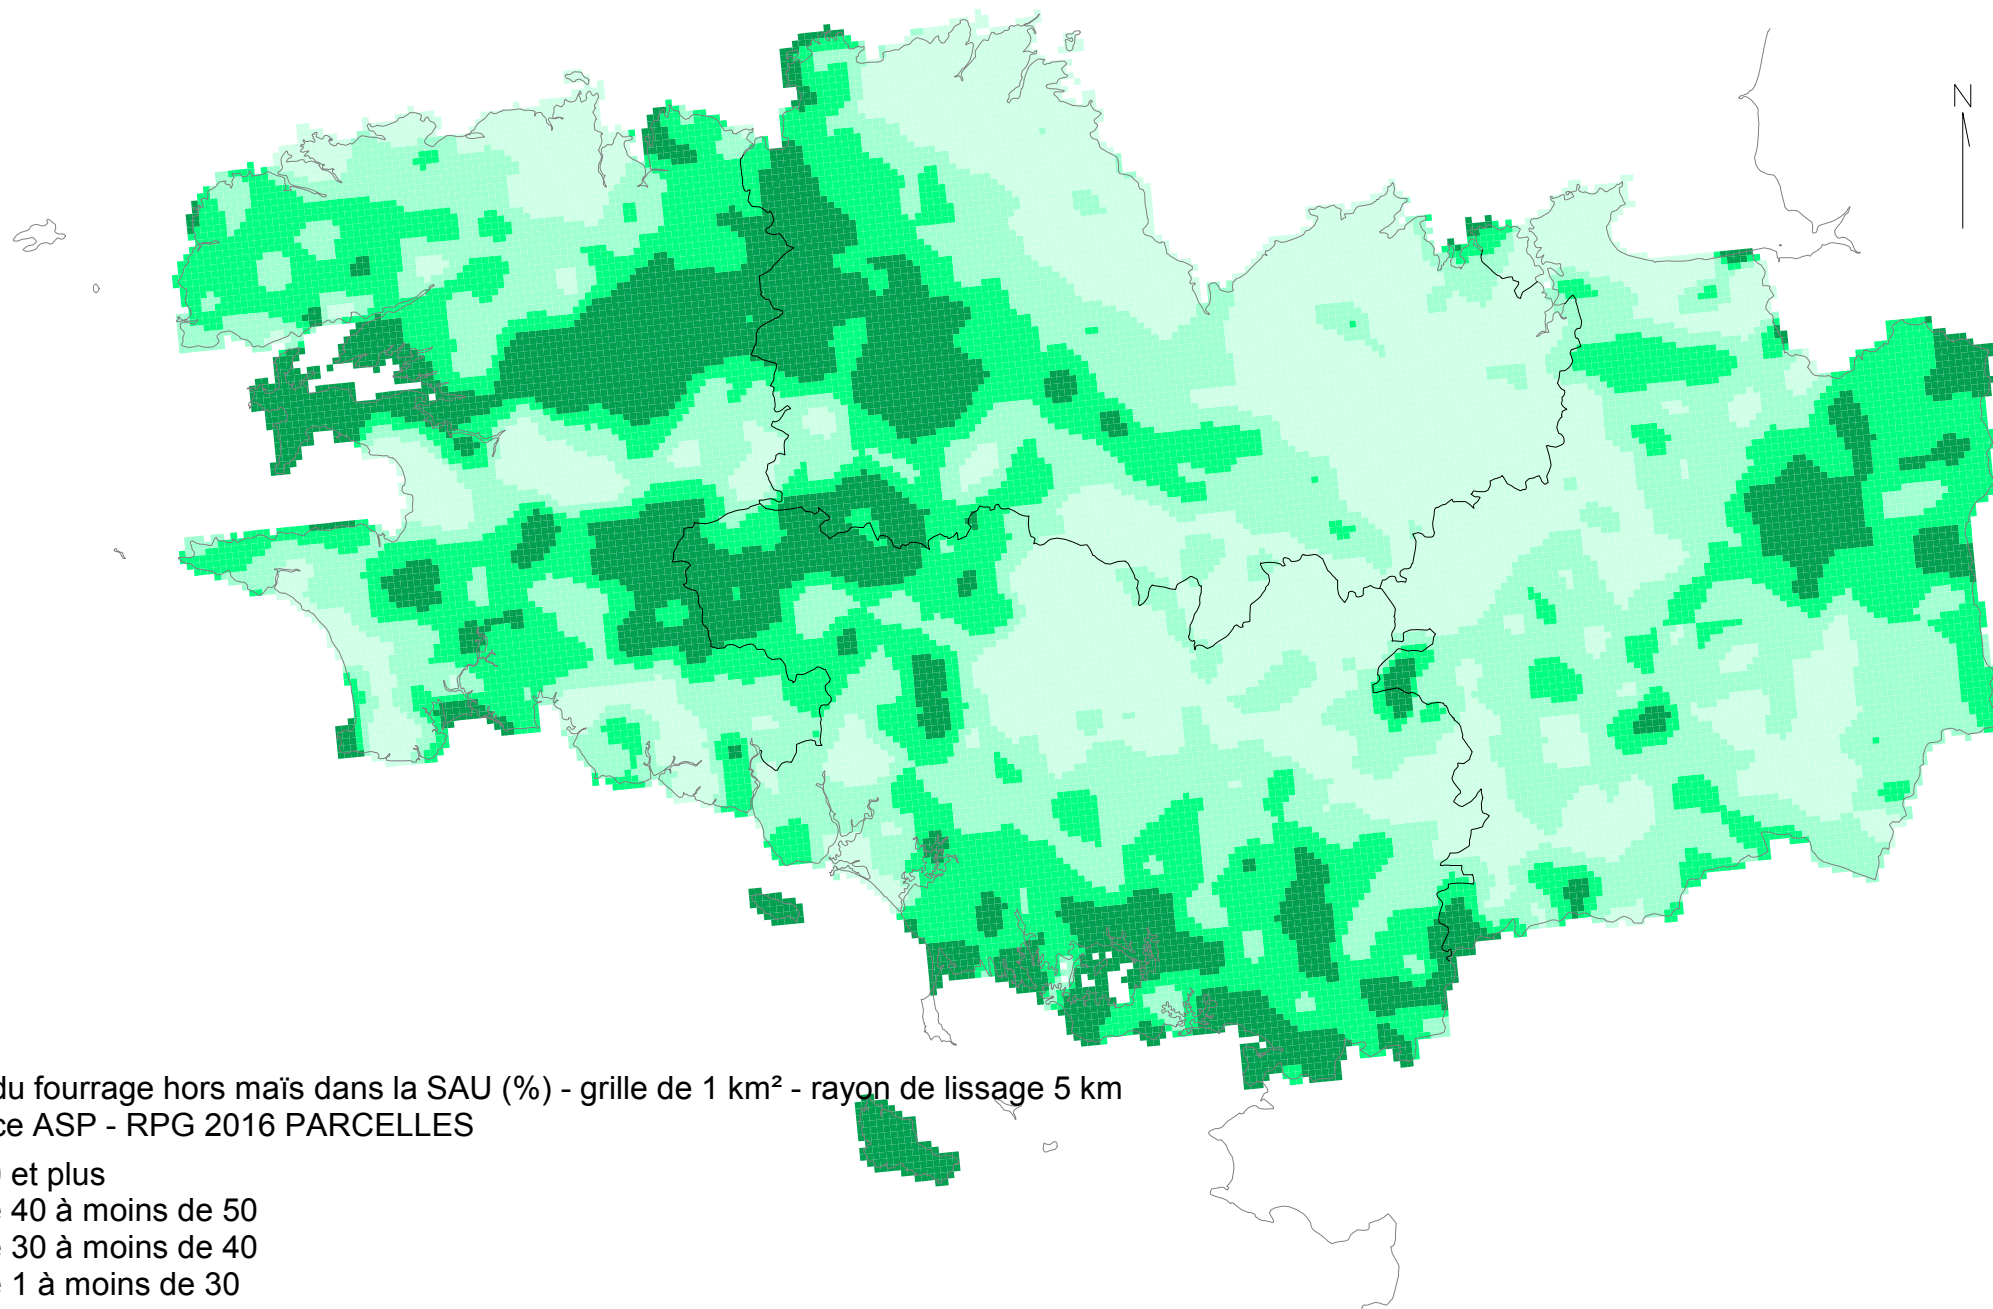 N
du fourrage hors maïs dans la SAU (%) - grille de 1 km² - rayon de lissage 5 km
ce ASP - RPG 2016 PARCELLES
et plus
40 à moins de 50
30 à moins de 40
1 à moins de 30